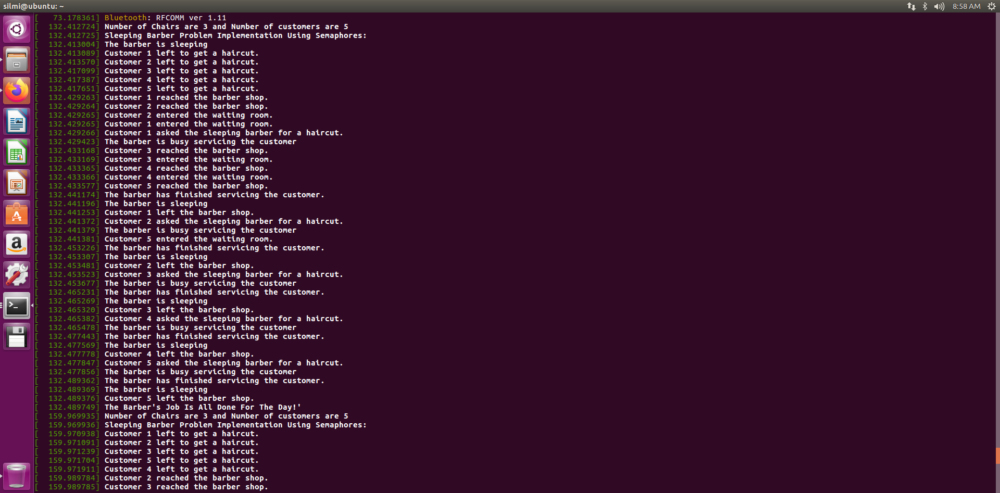 silmi@ubuntu: ~
8:58 AM
[   73.178361] Bluetooth: RFCOMM ver 1.11
[  132.412724] Number of Chairs are 3 and Number of customers are 5
[  132.412725] Sleeping Barber Problem Implementation Using Semaphores:
[  132.413004] The barber is sleeping
[  132.413089] Customer 1 left to get a haircut.
[  132.413570] Customer 2 left to get a haircut.
[  132.417099] Customer 3 left to get a haircut.
[  132.417387] Customer 4 left to get a haircut.
[  132.417651] Customer 5 left to get a haircut.
[  132.429263] Customer 1 reached the barber shop.
[  132.429264] Customer 2 reached the barber shop.
[  132.429265] Customer 2 entered the waiting room.
[  132.429265] Customer 1 entered the waiting room.
[  132.429266] Customer 1 asked the sleeping barber for a haircut.
[  132.429423] The barber is busy servicing the customer
[  132.433168] Customer 3 reached the barber shop.
[  132.433169] Customer 3 entered the waiting room.
[  132.433365] Customer 4 reached the barber shop.
[  132.433366] Customer 4 entered the waiting room.
[  132.433577] Customer 5 reached the barber shop.
[  132.441174] The barber has finished servicing the customer.
[  132.441196] The barber is sleeping
[  132.441253] Customer 1 left the barber shop.
[  132.441372] Customer 2 asked the sleeping barber for a haircut.
[  132.441379] The barber is busy servicing the customer
[  132.441381] Customer 5 entered the waiting room.
[  132.453226] The barber has finished servicing the customer.
[  132.453307] The barber is sleeping
[  132.453481] Customer 2 left the barber shop.
[  132.453523] Customer 3 asked the sleeping barber for a haircut.
[  132.453677] The barber is busy servicing the customer
[  132.465231] The barber has finished servicing the customer.
[  132.465269] The barber is sleeping
[  132.465320] Customer 3 left the barber shop.
[  132.465382] Customer 4 asked the sleeping barber for a haircut.
[  132.465478] The barber is busy servicing the customer
[  132.477443] The barber has finished servicing the customer.
[  132.477569] The barber is sleeping
[  132.477778] Customer 4 left the barber shop.
[  132.477847] Customer 5 asked the sleeping barber for a haircut.
[  132.477856] The barber is busy servicing the customer
[  132.489362] The barber has finished servicing the customer.
[  132.489369] The barber is sleeping
[  132.489376] Customer 5 left the barber shop.
[  132.489749] The Barber's Job Is All Done For The Day!'
[  159.969935] Number of Chairs are 3 and Number of customers are 5
[  159.969936] Sleeping Barber Problem Implementation Using Semaphores:
[  159.970938] Customer 1 left to get a haircut.
[  159.971091] Customer 2 left to get a haircut.
[  159.971239] Customer 3 left to get a haircut.
[  159.971704] Customer 5 left to get a haircut.
[  159.971911] Customer 4 left to get a haircut.
[  159.989784] Customer 2 reached the barber shop.
[  159.989785] Customer 3 reached the barber shop.